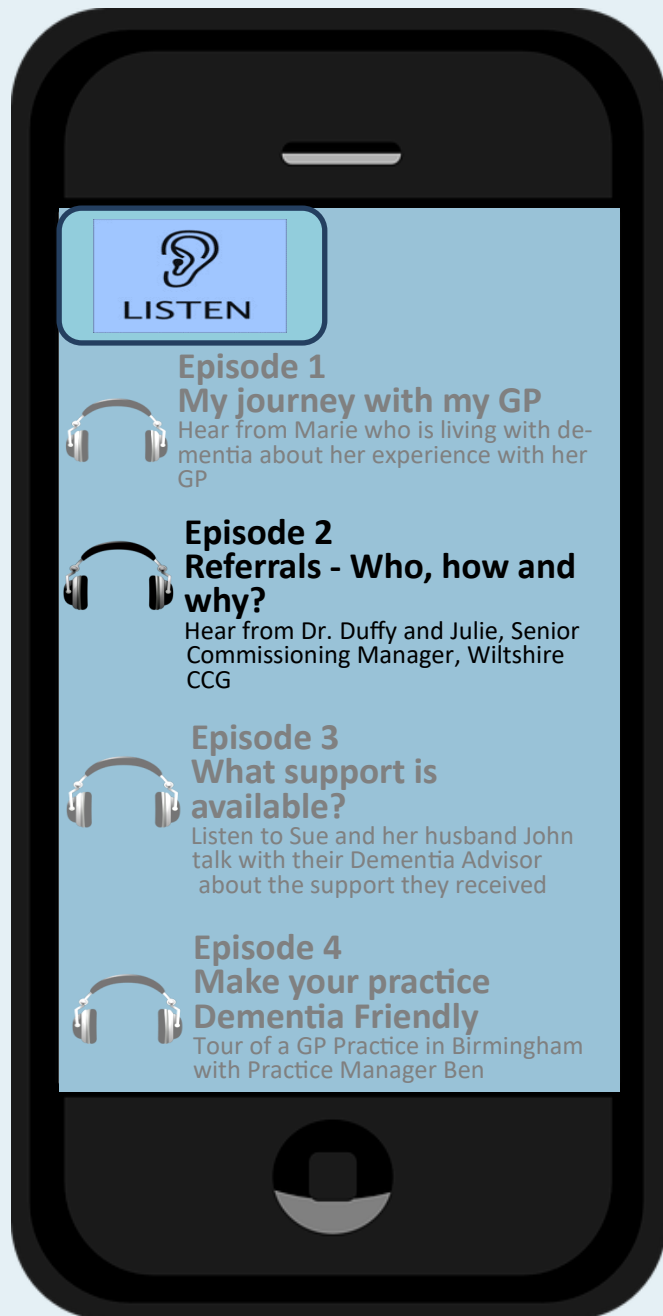 LISTEN
Episode 1
My journey with my GP
Hear from Marie who is living with de-
mentia about her experience with her
GP
Episode 2
Referrals - Who, how and
why?
Hear from Dr. Duffy and Julie, Senior
Commissioning Manager, Wiltshire
CCG
Episode 3
What support is
available?
Listen to Sue and her husband John
talk with their Dementia Advisor
about the support they received
Episode 4
Make your practice
Dementia Friendly
Tour of a GP Practice in Birmingham
with Practice Manager Ben